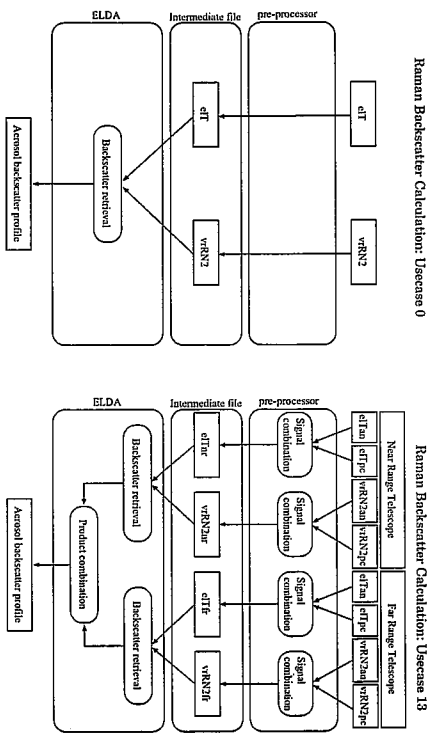 Raman Backscatter Calculation: Usecase 0
elT
vrRN2
pre-processor
Intermediate file
elT
vrRN2
ELDA
Backscatter retrieval
Aerosol backscatter profile
Raman Backscatter Calculation: Usecase 13
Near Range Telescope
Far Range Telescope
elTan
elTpc
vrRN2an
vrRN2pc
elTan
elTpc
vrRN2an
vrRN2pc
pre-processor
Signal
combination
Signal
combination
Signal
combination
Signal
combination
Intermediate file
elTnr
vrRN2nr
elTfr
vrRN2fr
ELDA
Backscatter retrieval
Backscatter retrieval
Product combination
Aerosol backscatter profile